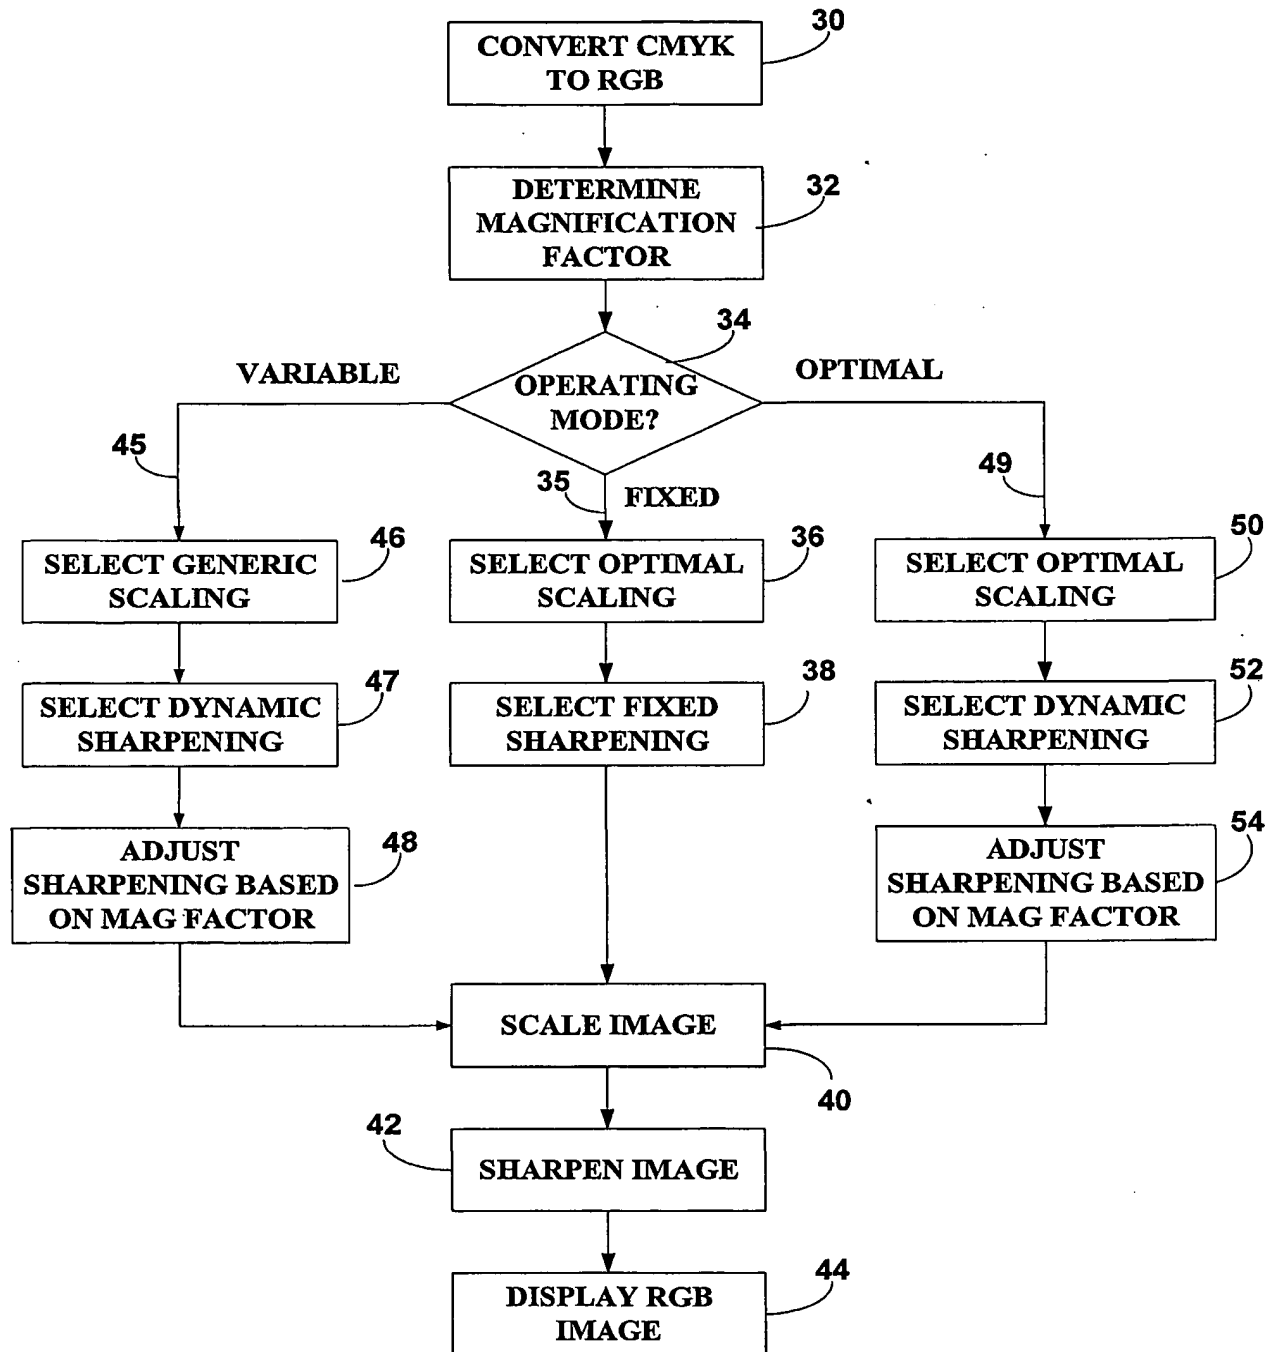 30
CONVERT CMYK
TO RGB
32
DETERMINE
MAGNIFICATION
FACTOR
34
VARIABLE
OPTIMAL
OPERATING
MODE?
45
35
FIXED
49
46
SELECT GENERIC
SCALING
36
SELECT OPTIMAL
SCALING
50
SELECT OPTIMAL
SCALING
47
SELECT DYNAMIC
SHARPENING
38
SELECT FIXED
SHARPENING
52
SELECT DYNAMIC
SHARPENING
48
ADJUST
SHARPENING BASED
ON MAG FACTOR
54
ADJUST
SHARPENING BASED
ON MAG FACTOR
SCALE IMAGE
40
42
SHARPEN IMAGE
44
DISPLAY RGB
IMAGE